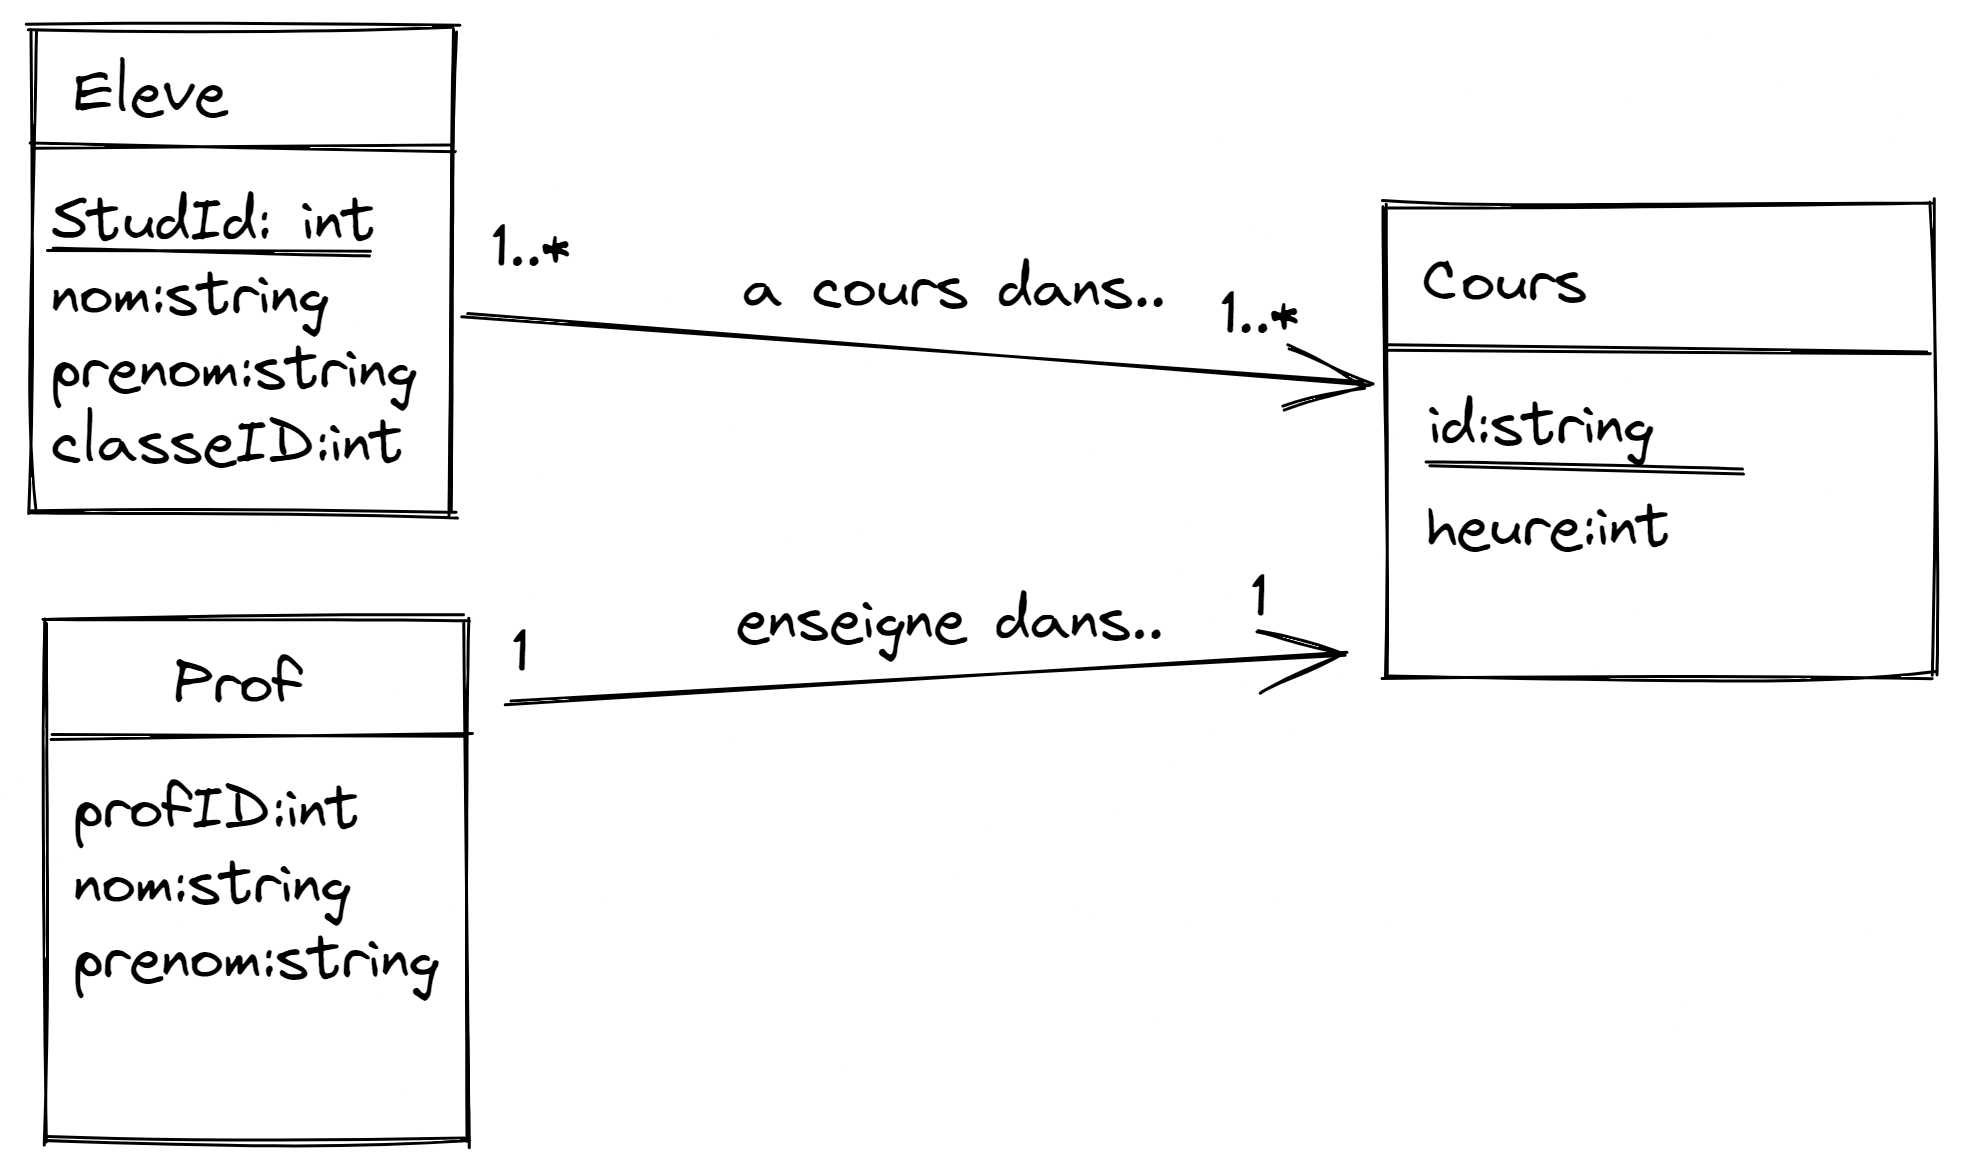 Eleve
StudId: int
nom:string
prenom:string
classeID:int
1..*
a cours dans..
1..*
Cours
id:string
heure:int
Prof
profID:int
nom:string
prenom:string
1
enseigne dans..
1